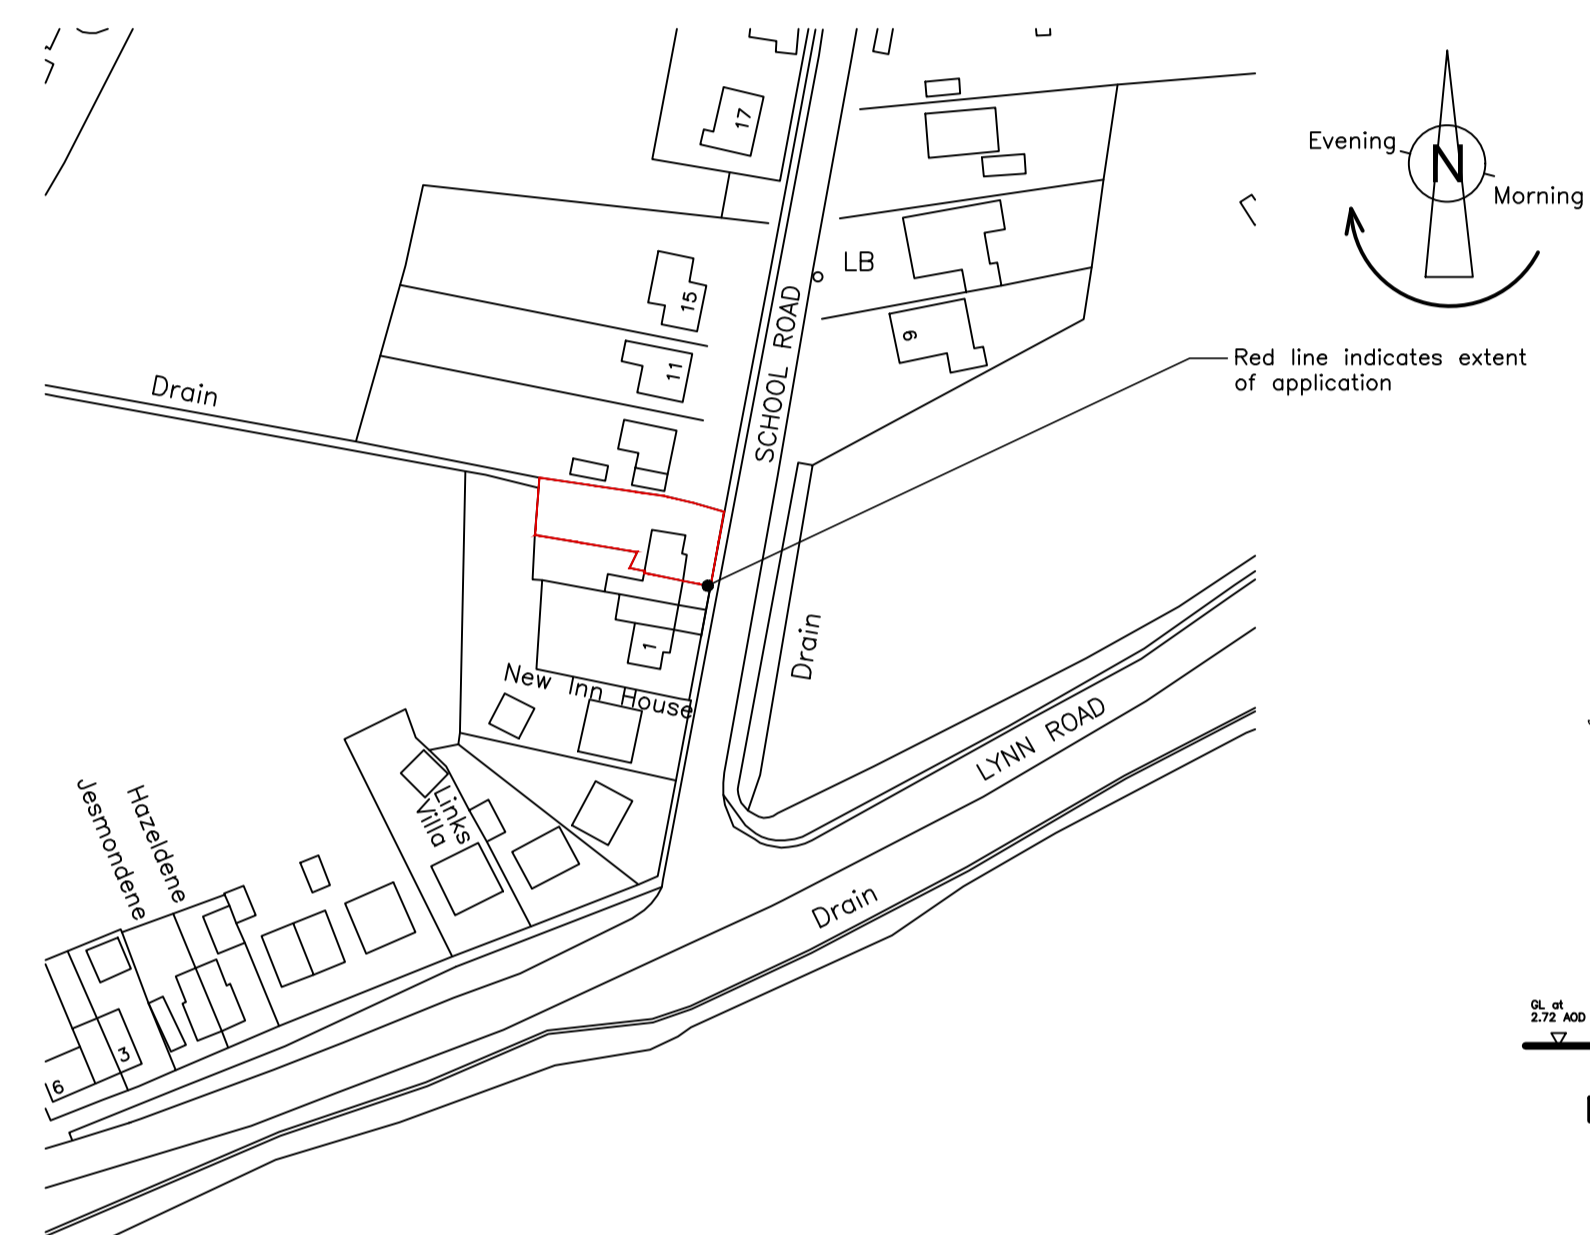 17
Evening
N
Morning
LB
15
SCHOOL ROAD
9
Red line indicates extent
of application
11
Drain
Drain
1
New Inn House
LYNN ROAD
Links
Villa
Hazeldene
Jesmondene
Drain
3
6
GL at
2.72 AOD